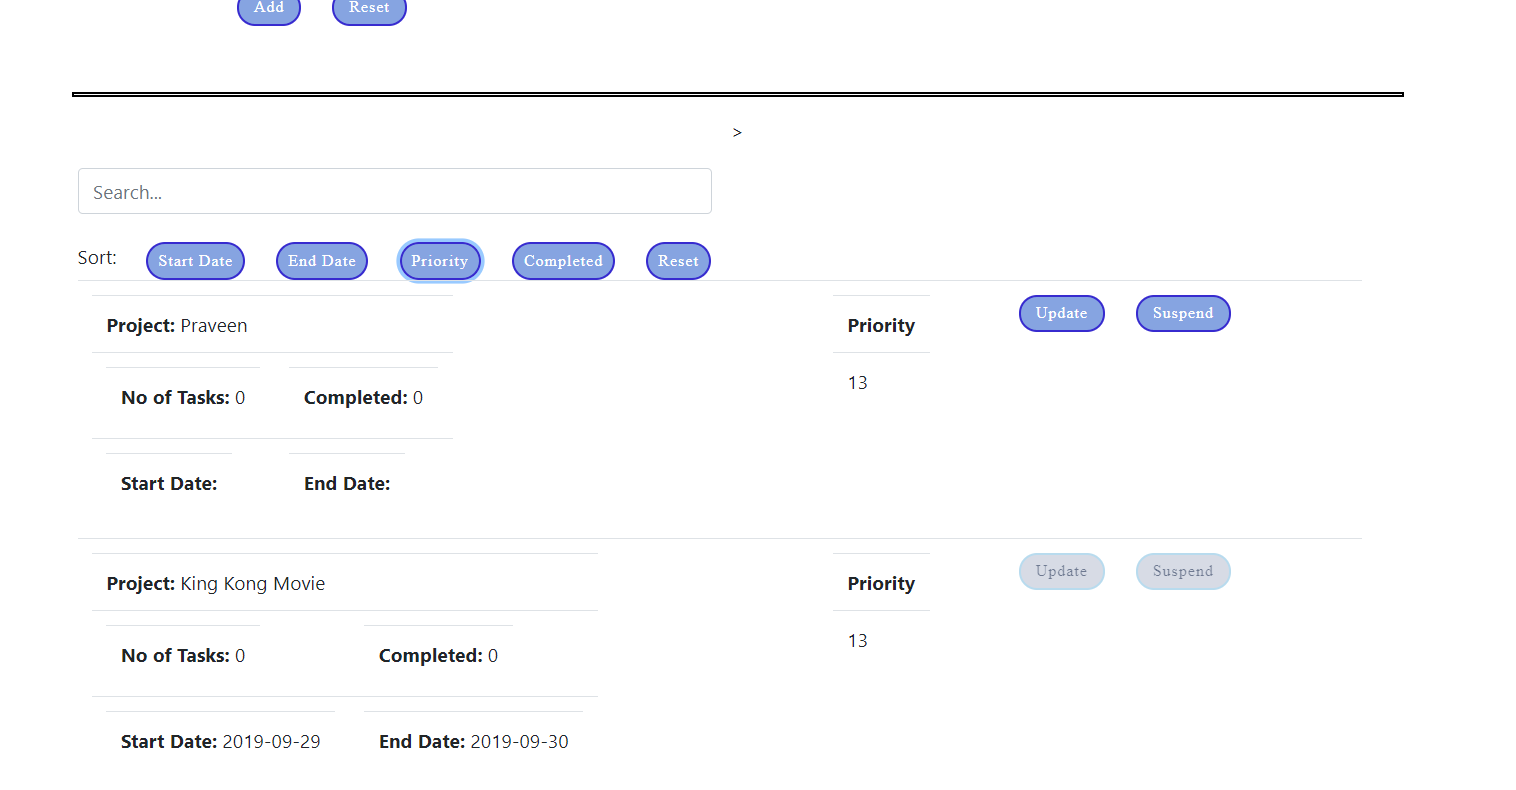 Add Reset
>
Search...
Sort: Start Date End Date Priority Completed Reset
Project: Praveen Priority Update Suspend
No of Tasks: 0 Completed: 0 13
Start Date: End Date:
Project: King Kong Movie Priority Update Suspend
No of Tasks: 0 Completed: 0 13
Start Date: 2019-09-29 End Date: 2019-09-30